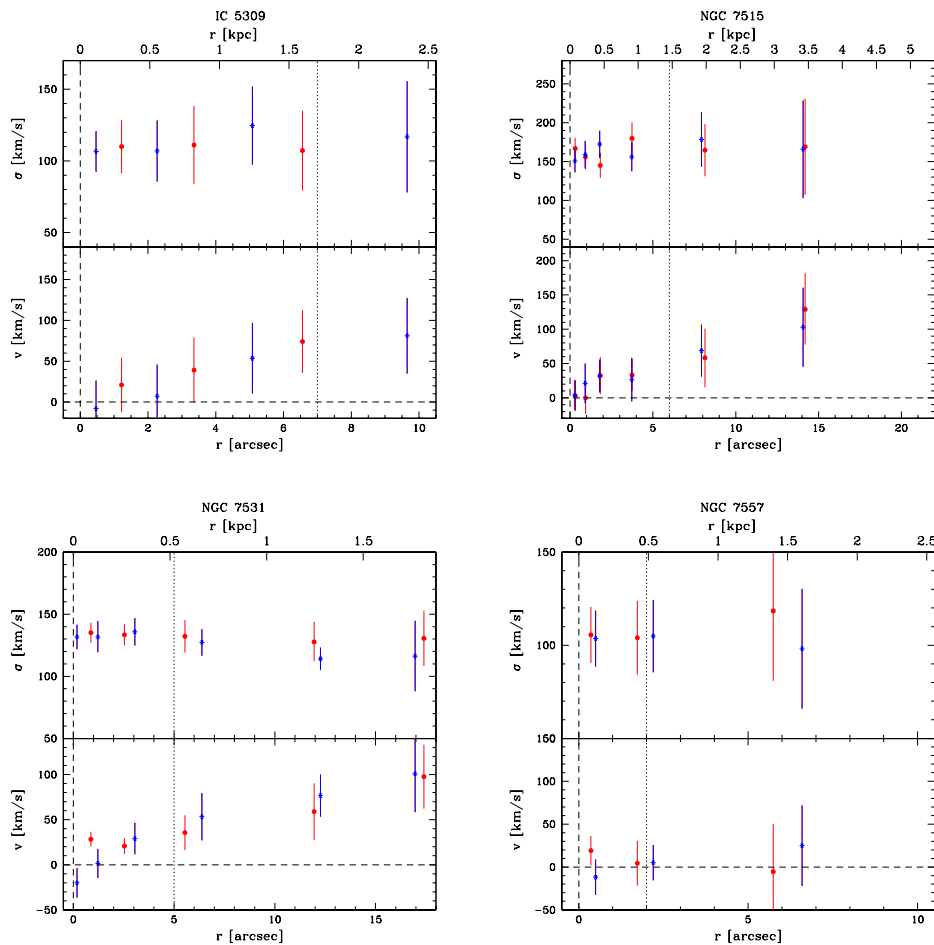 IC 5309
r [kpc]
0 0.5 1 1.5 2 2.5
150
100
50
σ [km/s]
100
50
0
v [km/s]
0 2 4 6 8 10
r [arcsec]
NGC 7515
r [kpc]
0 0.5 1 1.5 2 2.5 3 3.5 4 4.5 5
250
200
150
100
50
σ [km/s]
200
150
100
50
0
v [km/s]
0 5 10 15 20
r [arcsec]
NGC 7531
r [kpc]
0 0.5 1 1.5
200
150
100
50
σ [km/s]
100
50
0
-50
v [km/s]
0 5 10 15
r [arcsec]
NGC 7557
r [kpc]
0 0.5 1 1.5 2 2.5
150
100
50
σ [km/s]
150
100
50
0
-50
v [km/s]
0 5 10
r [arcsec]